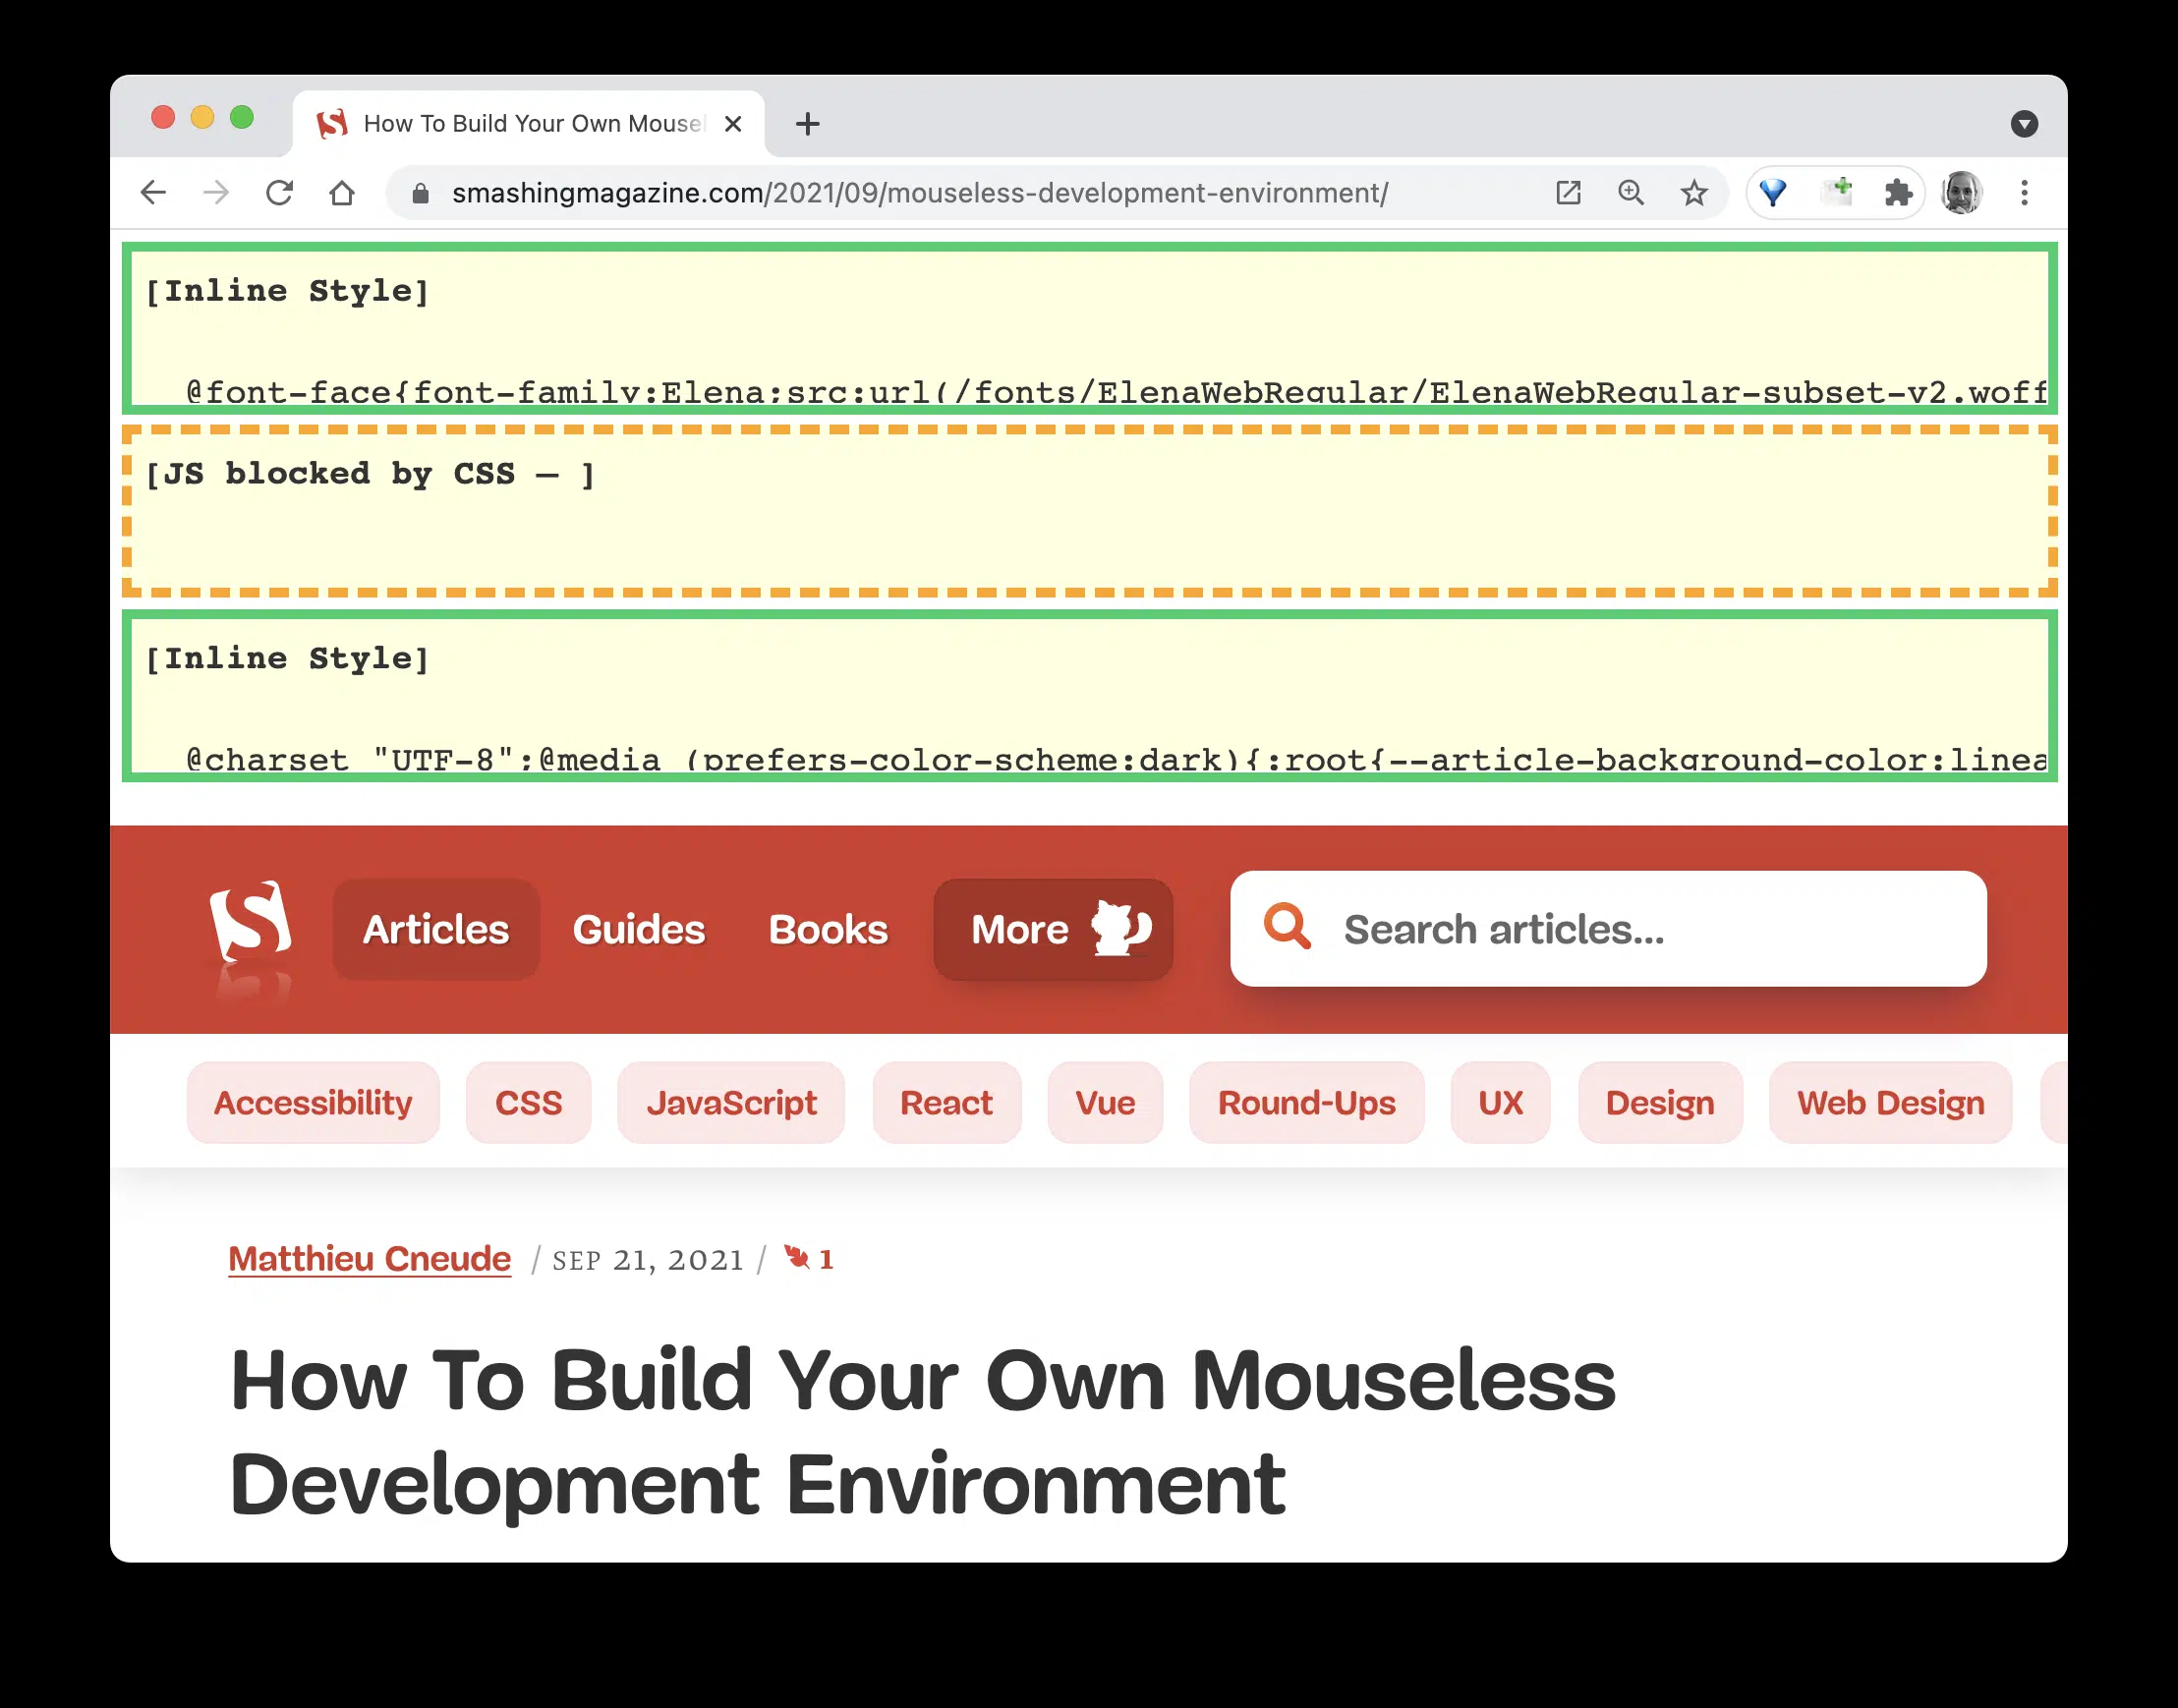 How To Build Your Own Mousel
smashingmagazine.com/2021/09/mouseless-development-environment/
[Inline Style]
@font-face{font-family:Elena;src:url(/fonts/ElenaWebRegular/ElenaWebRegular-subset-v2.woff
[JS blocked by CSS – ]
[Inline Style]
@charset "UTF-8";@media (prefers-color-scheme:dark){:root{--article-background-color:linea
Articles Guides Books More Search articles...
Accessibility CSS JavaScript React Vue Round-Ups UX Design Web Design
Matthieu Cneude / SEP 21, 2021 / 1
How To Build Your Own Mouseless
Development Environment